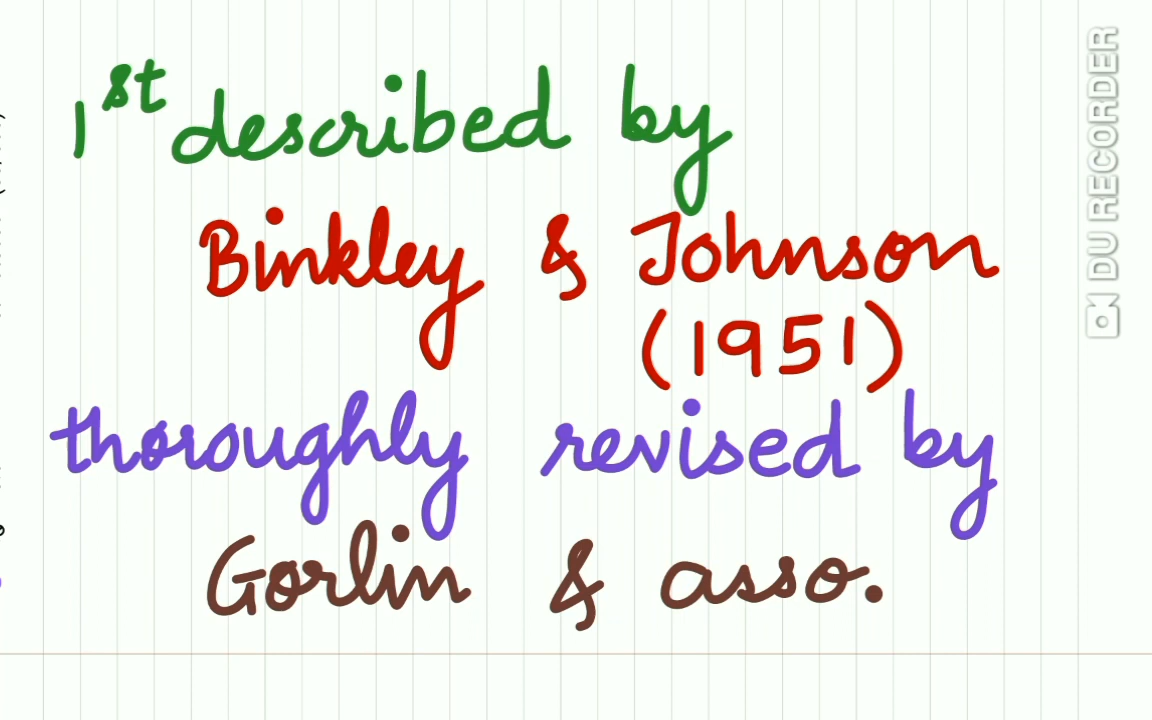 1st described by
Binkley & Johnson
(1951)
thoroughly revised by
Gorlin & asso.
DU RECORDER